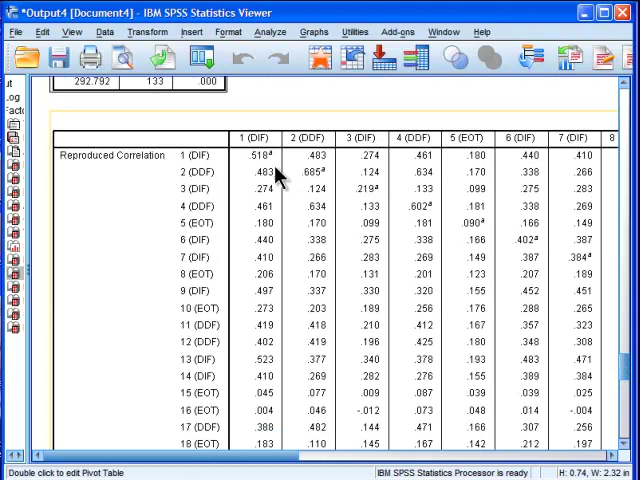 *Output4 [Document4] - IBM SPSS Statistics Viewer
File Edit View Data Transform Insert Format Analyze Graphs Utilities Add-ons Window Help
292.792 133 .000
ut
Log
Facto
1 (DIF) 2 (DDF) 3 (DIF) 4 (DDF) 5 (EOT) 6 (DIF) 7 (DIF) 8
Reproduced Correlation 1 (DIF) .518ᵃ .483 .274 .461 .180 .440 .410
2 (DDF) .483 .685ᵃ .124 .634 .170 .338 .266
3 (DIF) .274 .124 .219ᵃ .133 .099 .275 .283
4 (DDF) .461 .634 .133 .602ᵃ .181 .338 .269
5 (EOT) .180 .170 .099 .181 .090ᵃ .166 .149
6 (DIF) .440 .338 .275 .338 .166 .402ᵃ .387
7 (DIF) .410 .266 .283 .269 .149 .387 .384ᵃ
8 (EOT) .206 .170 .131 .201 .123 .207 .189
9 (DIF) .497 .337 .330 .320 .155 .452 .451
10 (EOT) .273 .203 .189 .256 .176 .288 .265
11 (DDF) .419 .418 .210 .412 .167 .357 .323
12 (DDF) .402 .419 .196 .425 .180 .348 .308
13 (DIF) .523 .377 .340 .378 .193 .483 .471
14 (DIF) .410 .269 .282 .276 .155 .389 .384
15 (EOT) .045 .077 .009 .087 .039 .039 .025
16 (EOT) .004 .046 -.012 .073 .048 .014 -.004
17 (DDF) .388 .482 .144 .471 .166 .307 .256
18 (EOT) .183 .110 .145 .167 .142 .212 .197
Double click to edit Pivot Table IBM SPSS Statistics Processor is ready H: 0.74, W: 2.32 in